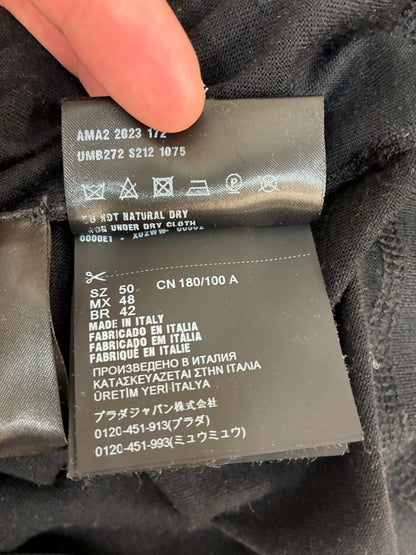 AMA2 2023 172
UMB272 S212 1075
DO NOT NATURAL DRY
IRON UNDER DRY CLOTH
SZ 50 CN 180/100 A
MX 48
BR 42
MADE IN ITALY
FABRICADO EN ITALIA
FABRICADO EM ITÁLIA
FABRIQUÉ EN ITALIE
ПРОИЗВЕДЕНО В ИТАЛИЯ
ΚΑΤΑΣΚΕΥΑΖΕΤΑΙ ΣΤΗΝ ΙΤΑΛΙΑ
ÜRETİM YERİ İTALYA
プラダジャパン株式会社
0120-451-913(プラダ)
0120-451-993(ミュウミュウ)